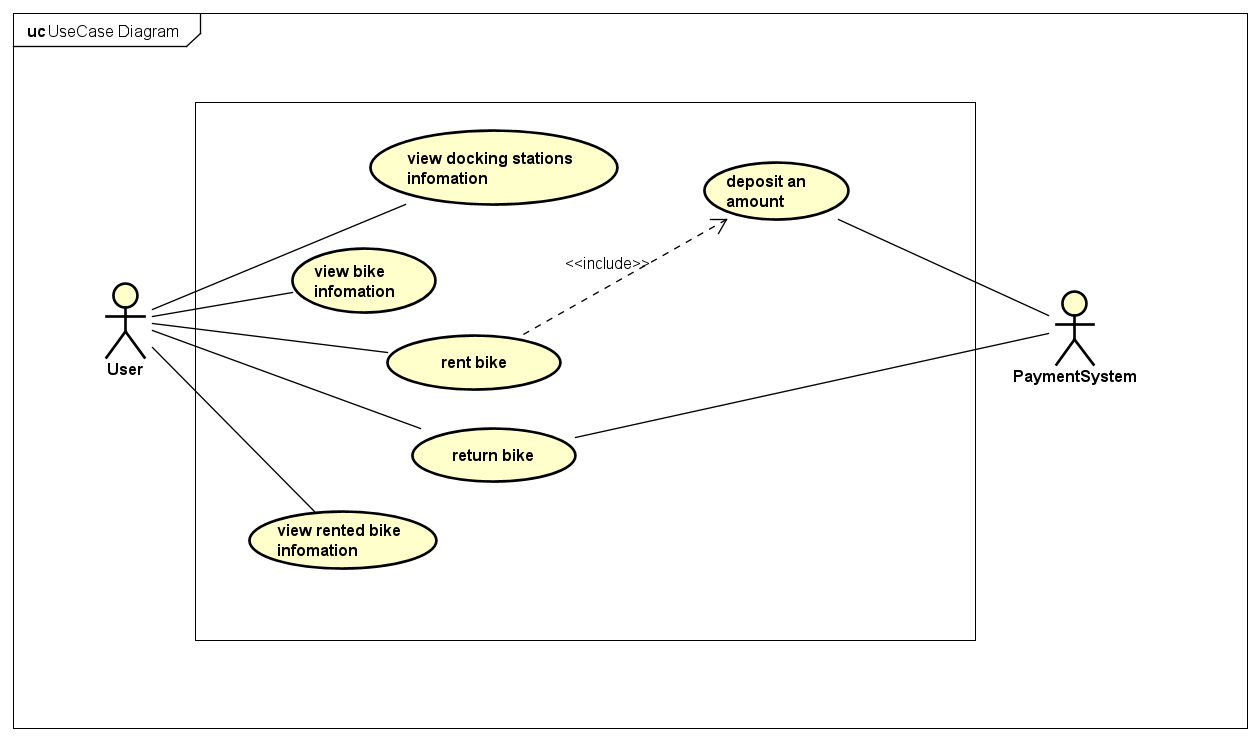 uc UseCase Diagram
view docking stations
infomation
deposit an
amount
<<include>>
view bike
infomation
User
rent bike
PaymentSystem
return bike
view rented bike
infomation